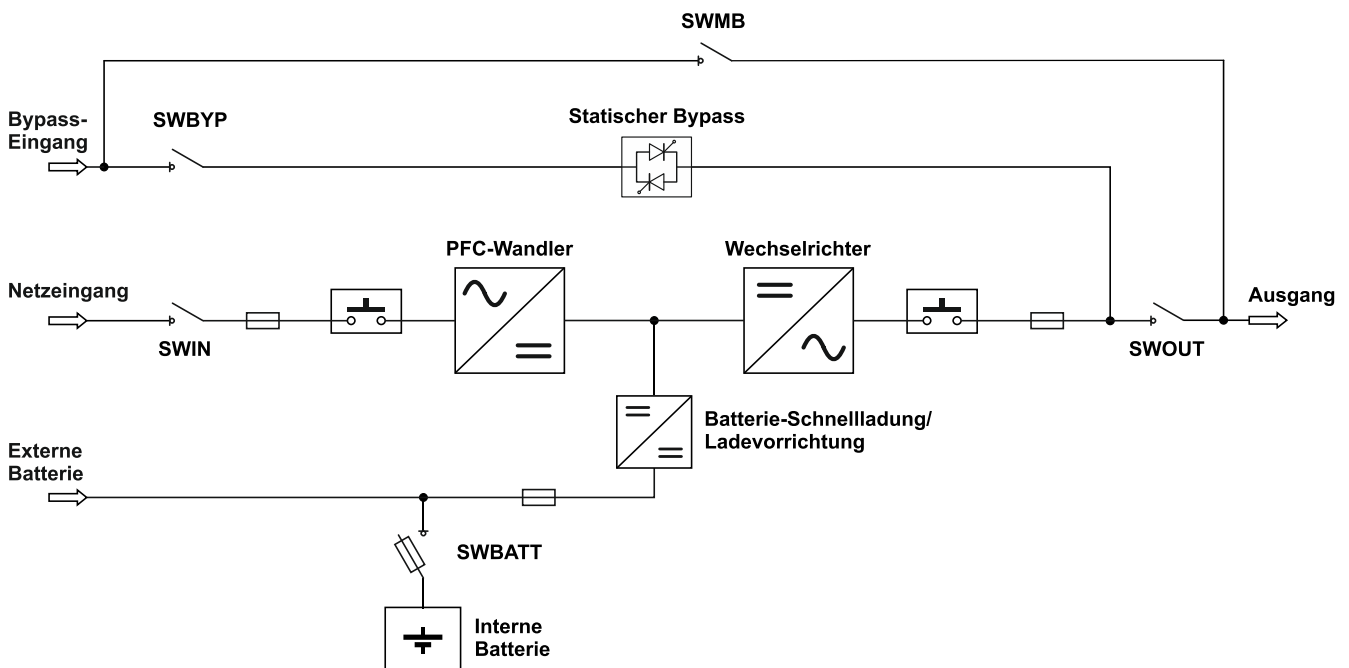 SWMB
Bypass-
Eingang
SWBYP
Statischer Bypass
PFC-Wandler
Wechselrichter
Netzeingang
SWIN
Ausgang
SWOUT
Batterie-Schnellladung/
Ladevorrichtung
Externe
Batterie
SWBATT
Interne
Batterie